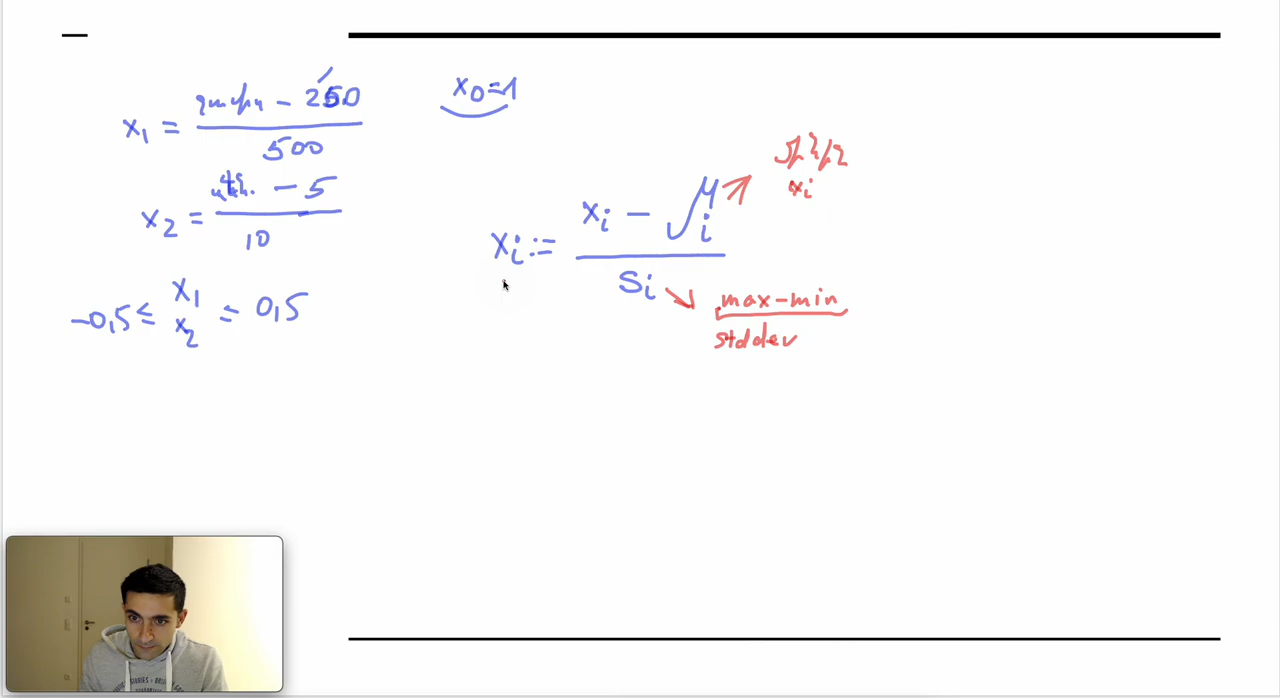 x₁ = (մակեր – 250) / 500
x₀=1
x₂ = – 5 / 10
-0,5 ≤ x₁ x₂ ≤ 0,5
xᵢ := (xᵢ – μᵢ) / Sᵢ
xᵢ
max-min
stddev